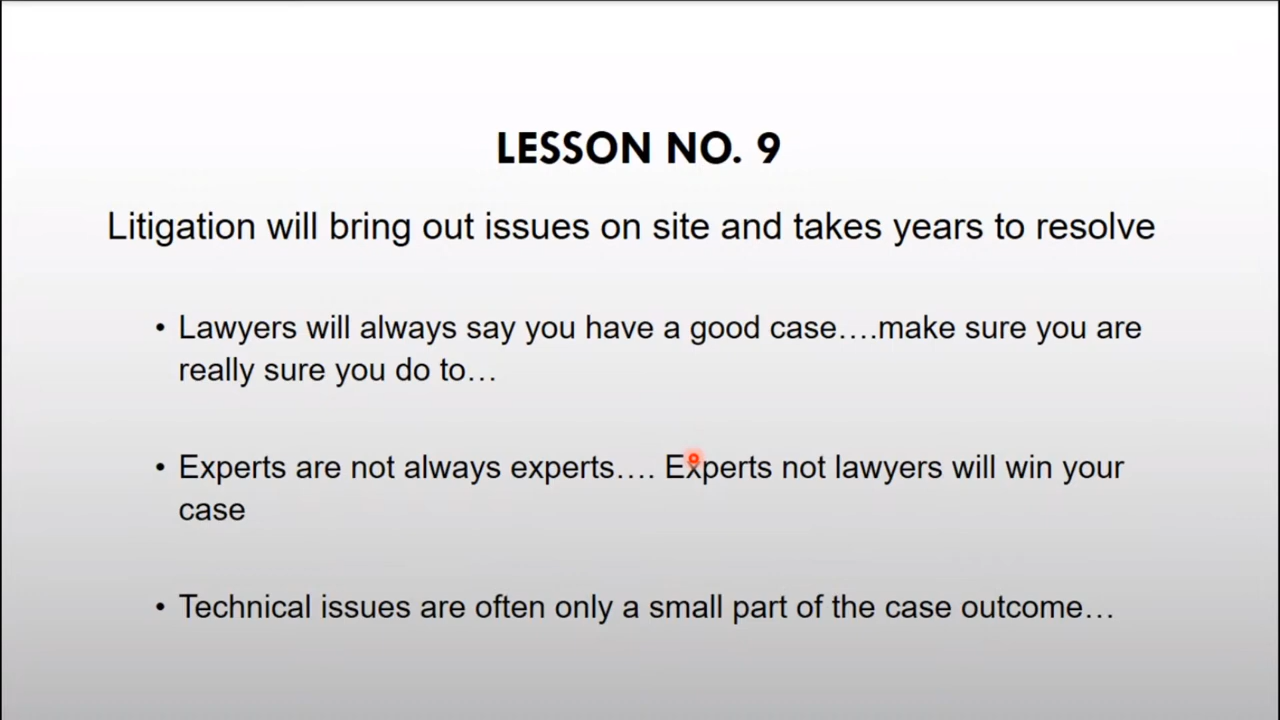 LESSON NO. 9
Litigation will bring out issues on site and takes years to resolve
• Lawyers will always say you have a good case….make sure you are
really sure you do to…
• Experts are not always experts…. Experts not lawyers will win your
case
• Technical issues are often only a small part of the case outcome…